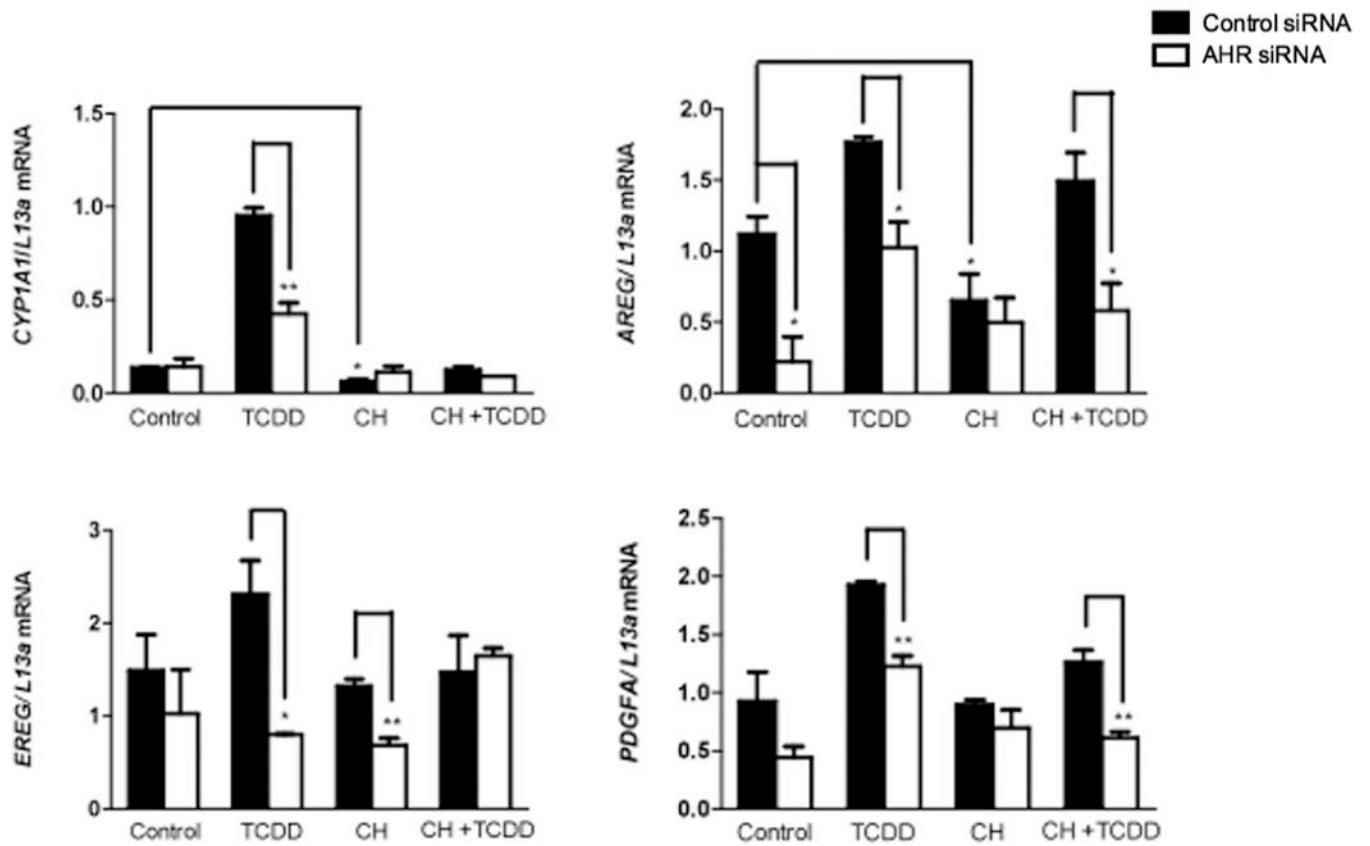 Control siRNA
AHR siRNA
CYP1A1/L13a mRNA
1.5
1.0
0.5
0.0
**
*
Control TCDD CH CH +TCDD
AREG/L13a mRNA
2.0
1.5
1.0
0.5
0.0
*
*
*
*
Control TCDD CH CH +TCDD
EREG/L13a mRNA
3
2
1
0
*
**
Control TCDD CH CH +TCDD
PDGFA/L13a mRNA
2.5
2.0
1.5
1.0
0.5
0.0
**
**
Control TCDD CH CH +TCDD